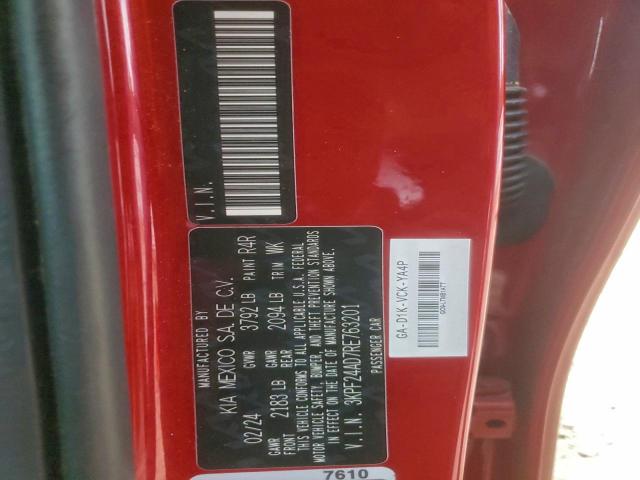 V.I.N.
MANUFACTURED BY
KIA MEXICO S.A. DE C.V.
02/24 GVWR 3792 LB PAINT R4R
GAWR FRONT 2183 LB GAWR REAR 2094 LB TRIM WK
THIS VEHICLE CONFORMS TO ALL APPLICABLE U.S.A. FEDERAL
MOTOR VEHICLE SAFETY, BUMPER, AND THEFT PREVENTION STANDARDS
IN EFFECT ON THE DATE OF MANUFACTURE SHOWN ABOVE.
V.I.N. 3KPF24AD7RE763201
PASSENGER CAR
GA-D1K-VCK-YA4P
7610